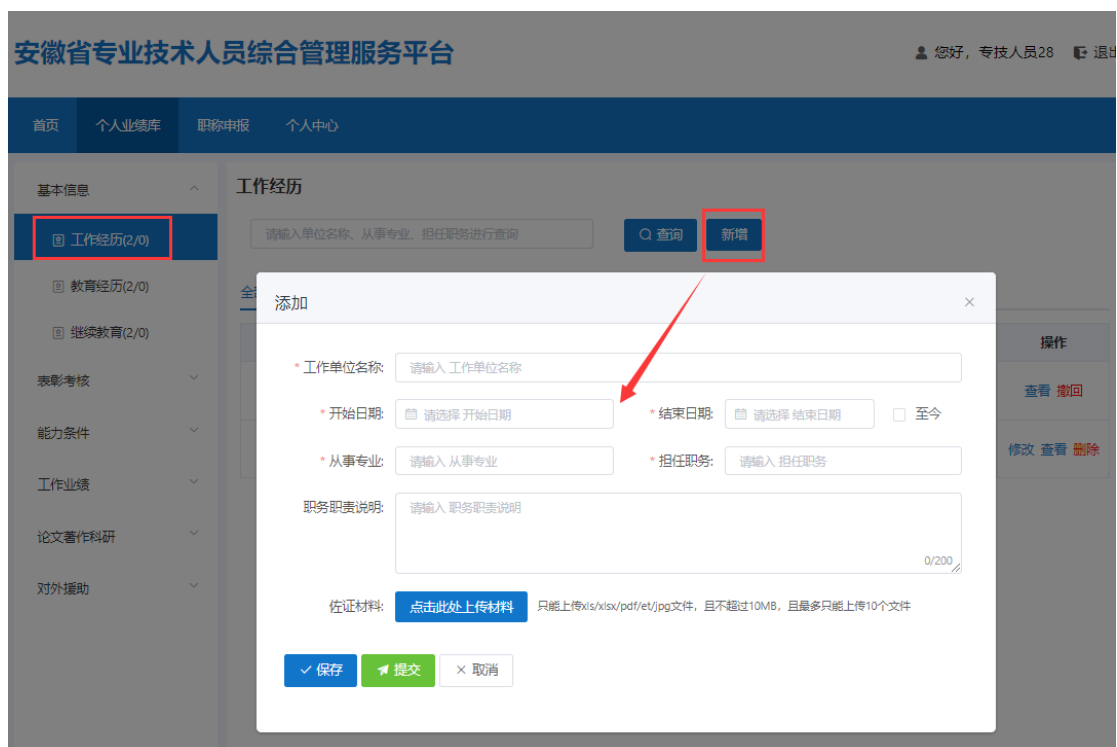 安徽省专业技术人员综合管理服务平台
您好，专技人员28 退出
首页 个人业绩库 职称申报 个人中心
基本信息
工作经历(2/0)
教育经历(2/0)
继续教育(2/0)
表彰考核
能力条件
工作业绩
论文著作科研
对外援助
工作经历
请输入单位名称、从事专业、担任职务进行查询 查询 新增
操作
查看 撤回
修改 查看 删除
添加
* 工作单位名称: 请输入 工作单位名称
* 开始日期: 请选择 开始日期 * 结束日期: 请选择 结束日期 至今
* 从事专业: 请输入 从事专业 * 担任职务: 请输入 担任职务
职务职责说明: 请输入 职务职责说明
0/200
佐证材料: 点击此处上传材料 只能上传xls/xlsx/pdf/et/jpg文件，且不超过10MB，且最多只能上传10个文件
保存 提交 取消